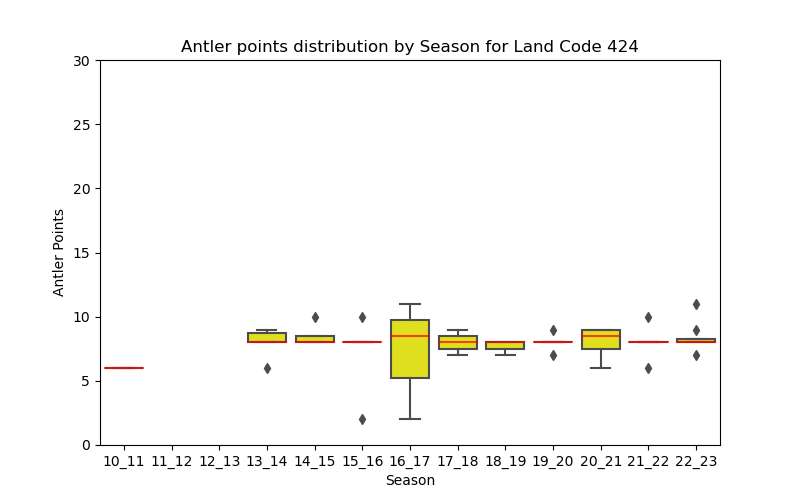 Antler points distribution by Season for Land Code 424
30
25
20
15
10
5
0
Antler Points
10_11 11_12 12_13 13_14 14_15 15_16 16_17 17_18 18_19 19_20 20_21 21_22 22_23
Season